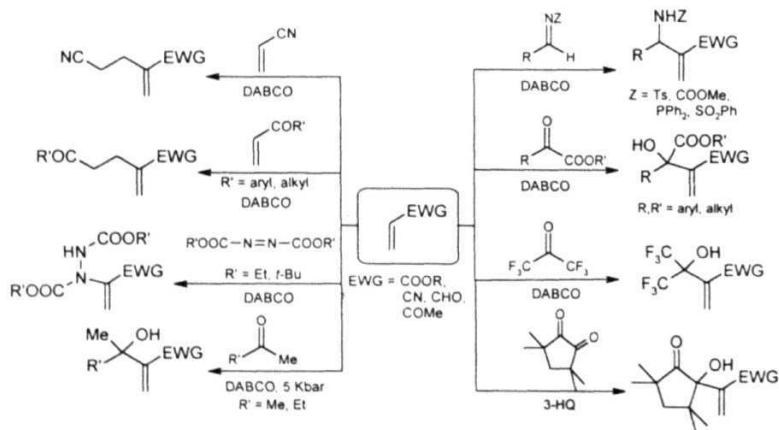 NC
EWG
CN
DABCO
R'OC
EWG
COR'
R' = aryl, alkyl
DABCO
HN
COOR'
R'OOC
N
EWG
R'OOC-N=N-COOR'
R' = Et, t-Bu
DABCO
Me
OH
R'
EWG
O
R'
Me
DABCO, 5 Kbar
R' = Me, Et
EWG
EWG = COOR,
CN, CHO,
COMe
NZ
R
H
DABCO
NHZ
R
EWG
Z = Ts, COOMe,
PPh2, SO2Ph
O
R
COOR'
DABCO
HO
COOR'
R
EWG
R,R' = aryl, alkyl
O
F3C
CF3
DABCO
F3C
OH
F3C
EWG
O
O
3-HQ
O
OH
EWG